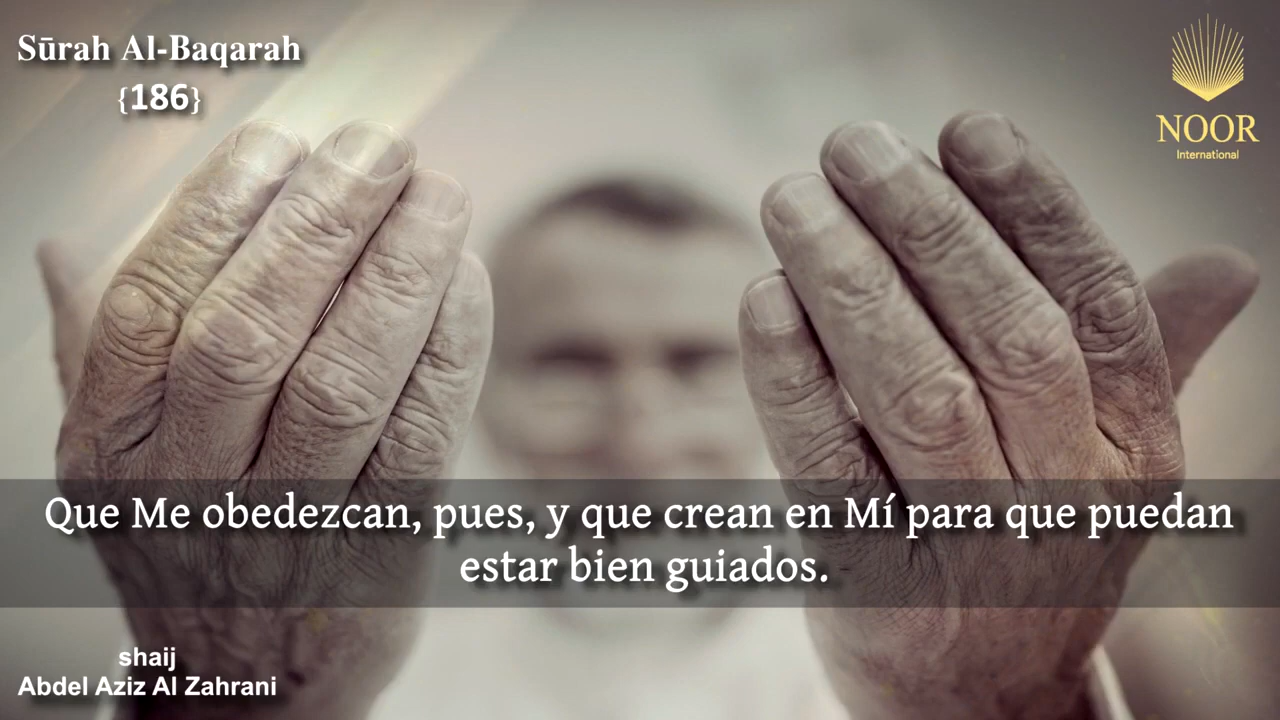 Sūrah Al-Baqarah
{186}
NOOR
International
Que Me obedezcan, pues, y que crean en Mí para que puedan
estar bien guiados.
shaij
Abdel Aziz Al Zahrani